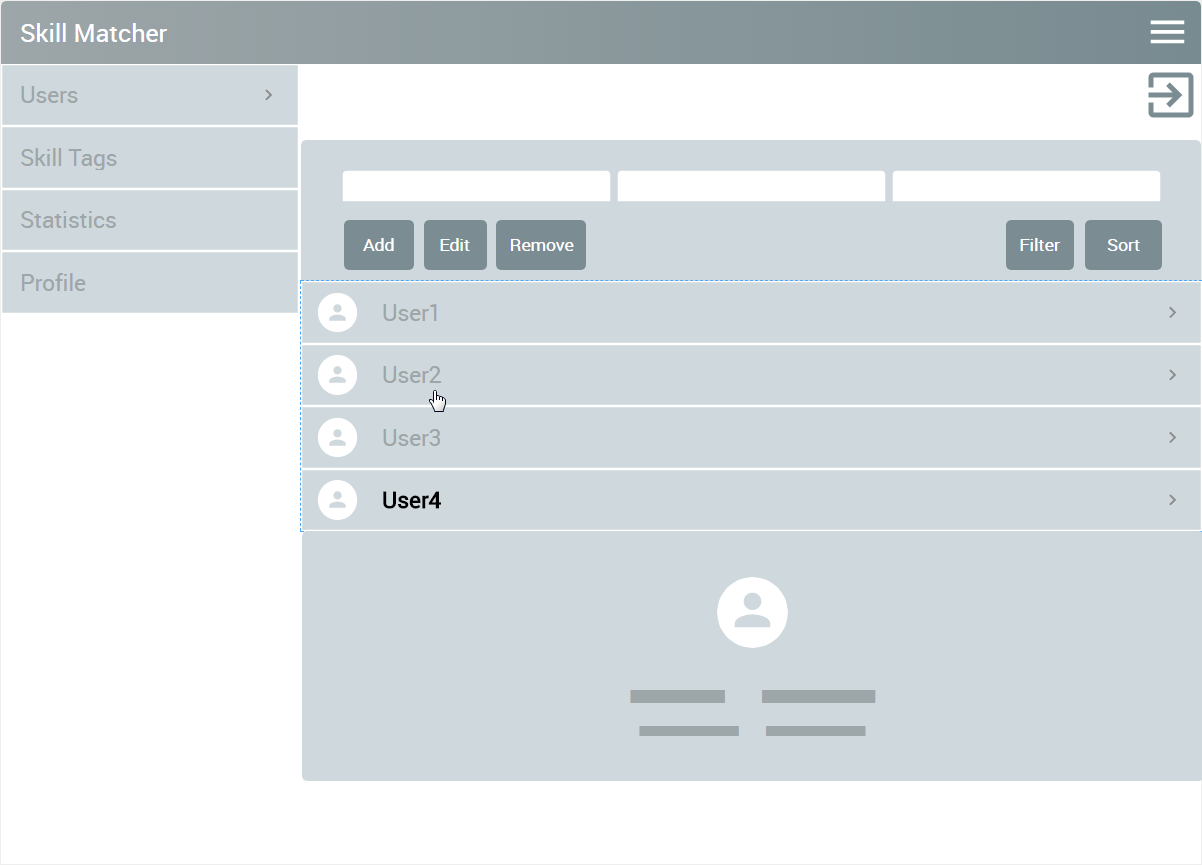 Skill Matcher
Users
Skill Tags
Statistics
Profile
Add Edit Remove Filter Sort
User1
User2
User3
User4